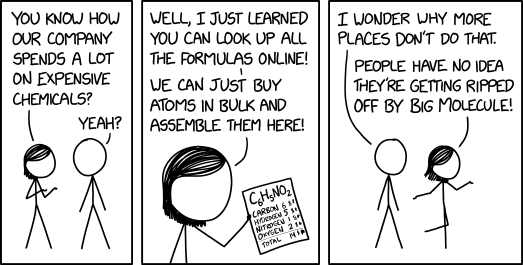 YOU KNOW HOW
OUR COMPANY
SPENDS A LOT
ON EXPENSIVE
CHEMICALS?
YEAH?
WELL, I JUST LEARNED
YOU CAN LOOK UP ALL
THE FORMULAS ONLINE!
WE CAN JUST BUY
ATOMS IN BULK AND
ASSEMBLE THEM HERE!
C₆H₅NO₂
CARBON 6
HYDROGEN 5
NITROGEN 1
OXYGEN 2
TOTAL
I WONDER WHY MORE
PLACES DON'T DO THAT.
PEOPLE HAVE NO IDEA
THEY'RE GETTING RIPPED
OFF BY BIG MOLECULE!